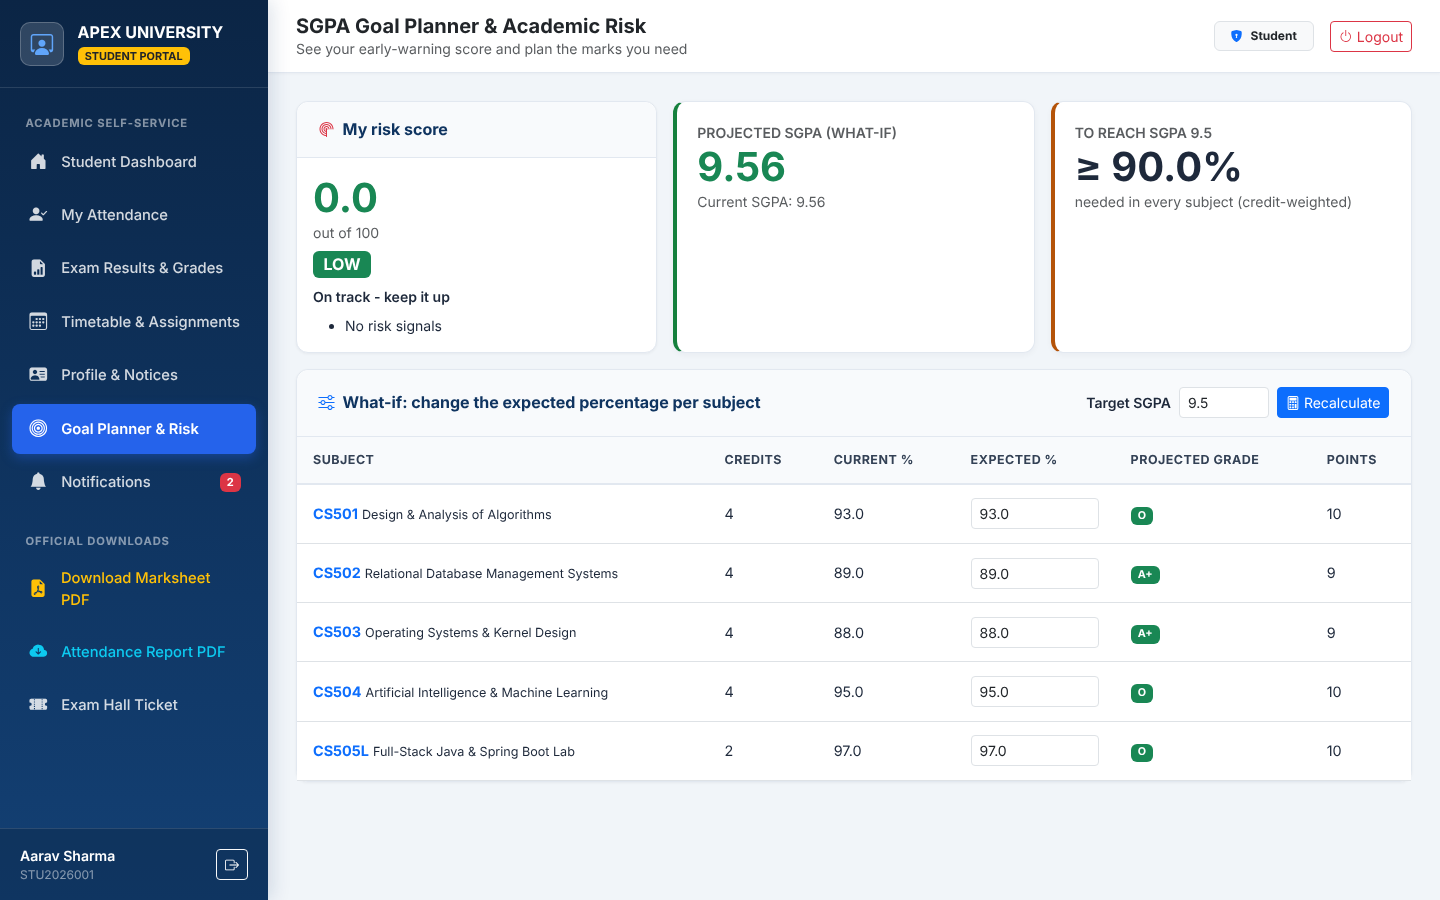 APEX UNIVERSITY
STUDENT PORTAL
ACADEMIC SELF-SERVICE
Student Dashboard
My Attendance
Exam Results & Grades
Timetable & Assignments
Profile & Notices
Goal Planner & Risk
Notifications 2
OFFICIAL DOWNLOADS
Download Marksheet
PDF
Attendance Report PDF
Exam Hall Ticket
Aarav Sharma
STU2026001
SGPA Goal Planner & Academic Risk
See your early-warning score and plan the marks you need
Student
Logout
My risk score
0.0
out of 100
LOW
On track - keep it up
• No risk signals
PROJECTED SGPA (WHAT-IF)
9.56
Current SGPA: 9.56
TO REACH SGPA 9.5
≥ 90.0%
needed in every subject (credit-weighted)
What-if: change the expected percentage per subject
Target SGPA 9.5 Recalculate
SUBJECT CREDITS CURRENT % EXPECTED % PROJECTED GRADE POINTS
CS501 Design & Analysis of Algorithms 4 93.0 93.0 O 10
CS502 Relational Database Management Systems 4 89.0 89.0 A+ 9
CS503 Operating Systems & Kernel Design 4 88.0 88.0 A+ 9
CS504 Artificial Intelligence & Machine Learning 4 95.0 95.0 O 10
CS505L Full-Stack Java & Spring Boot Lab 2 97.0 97.0 O 10